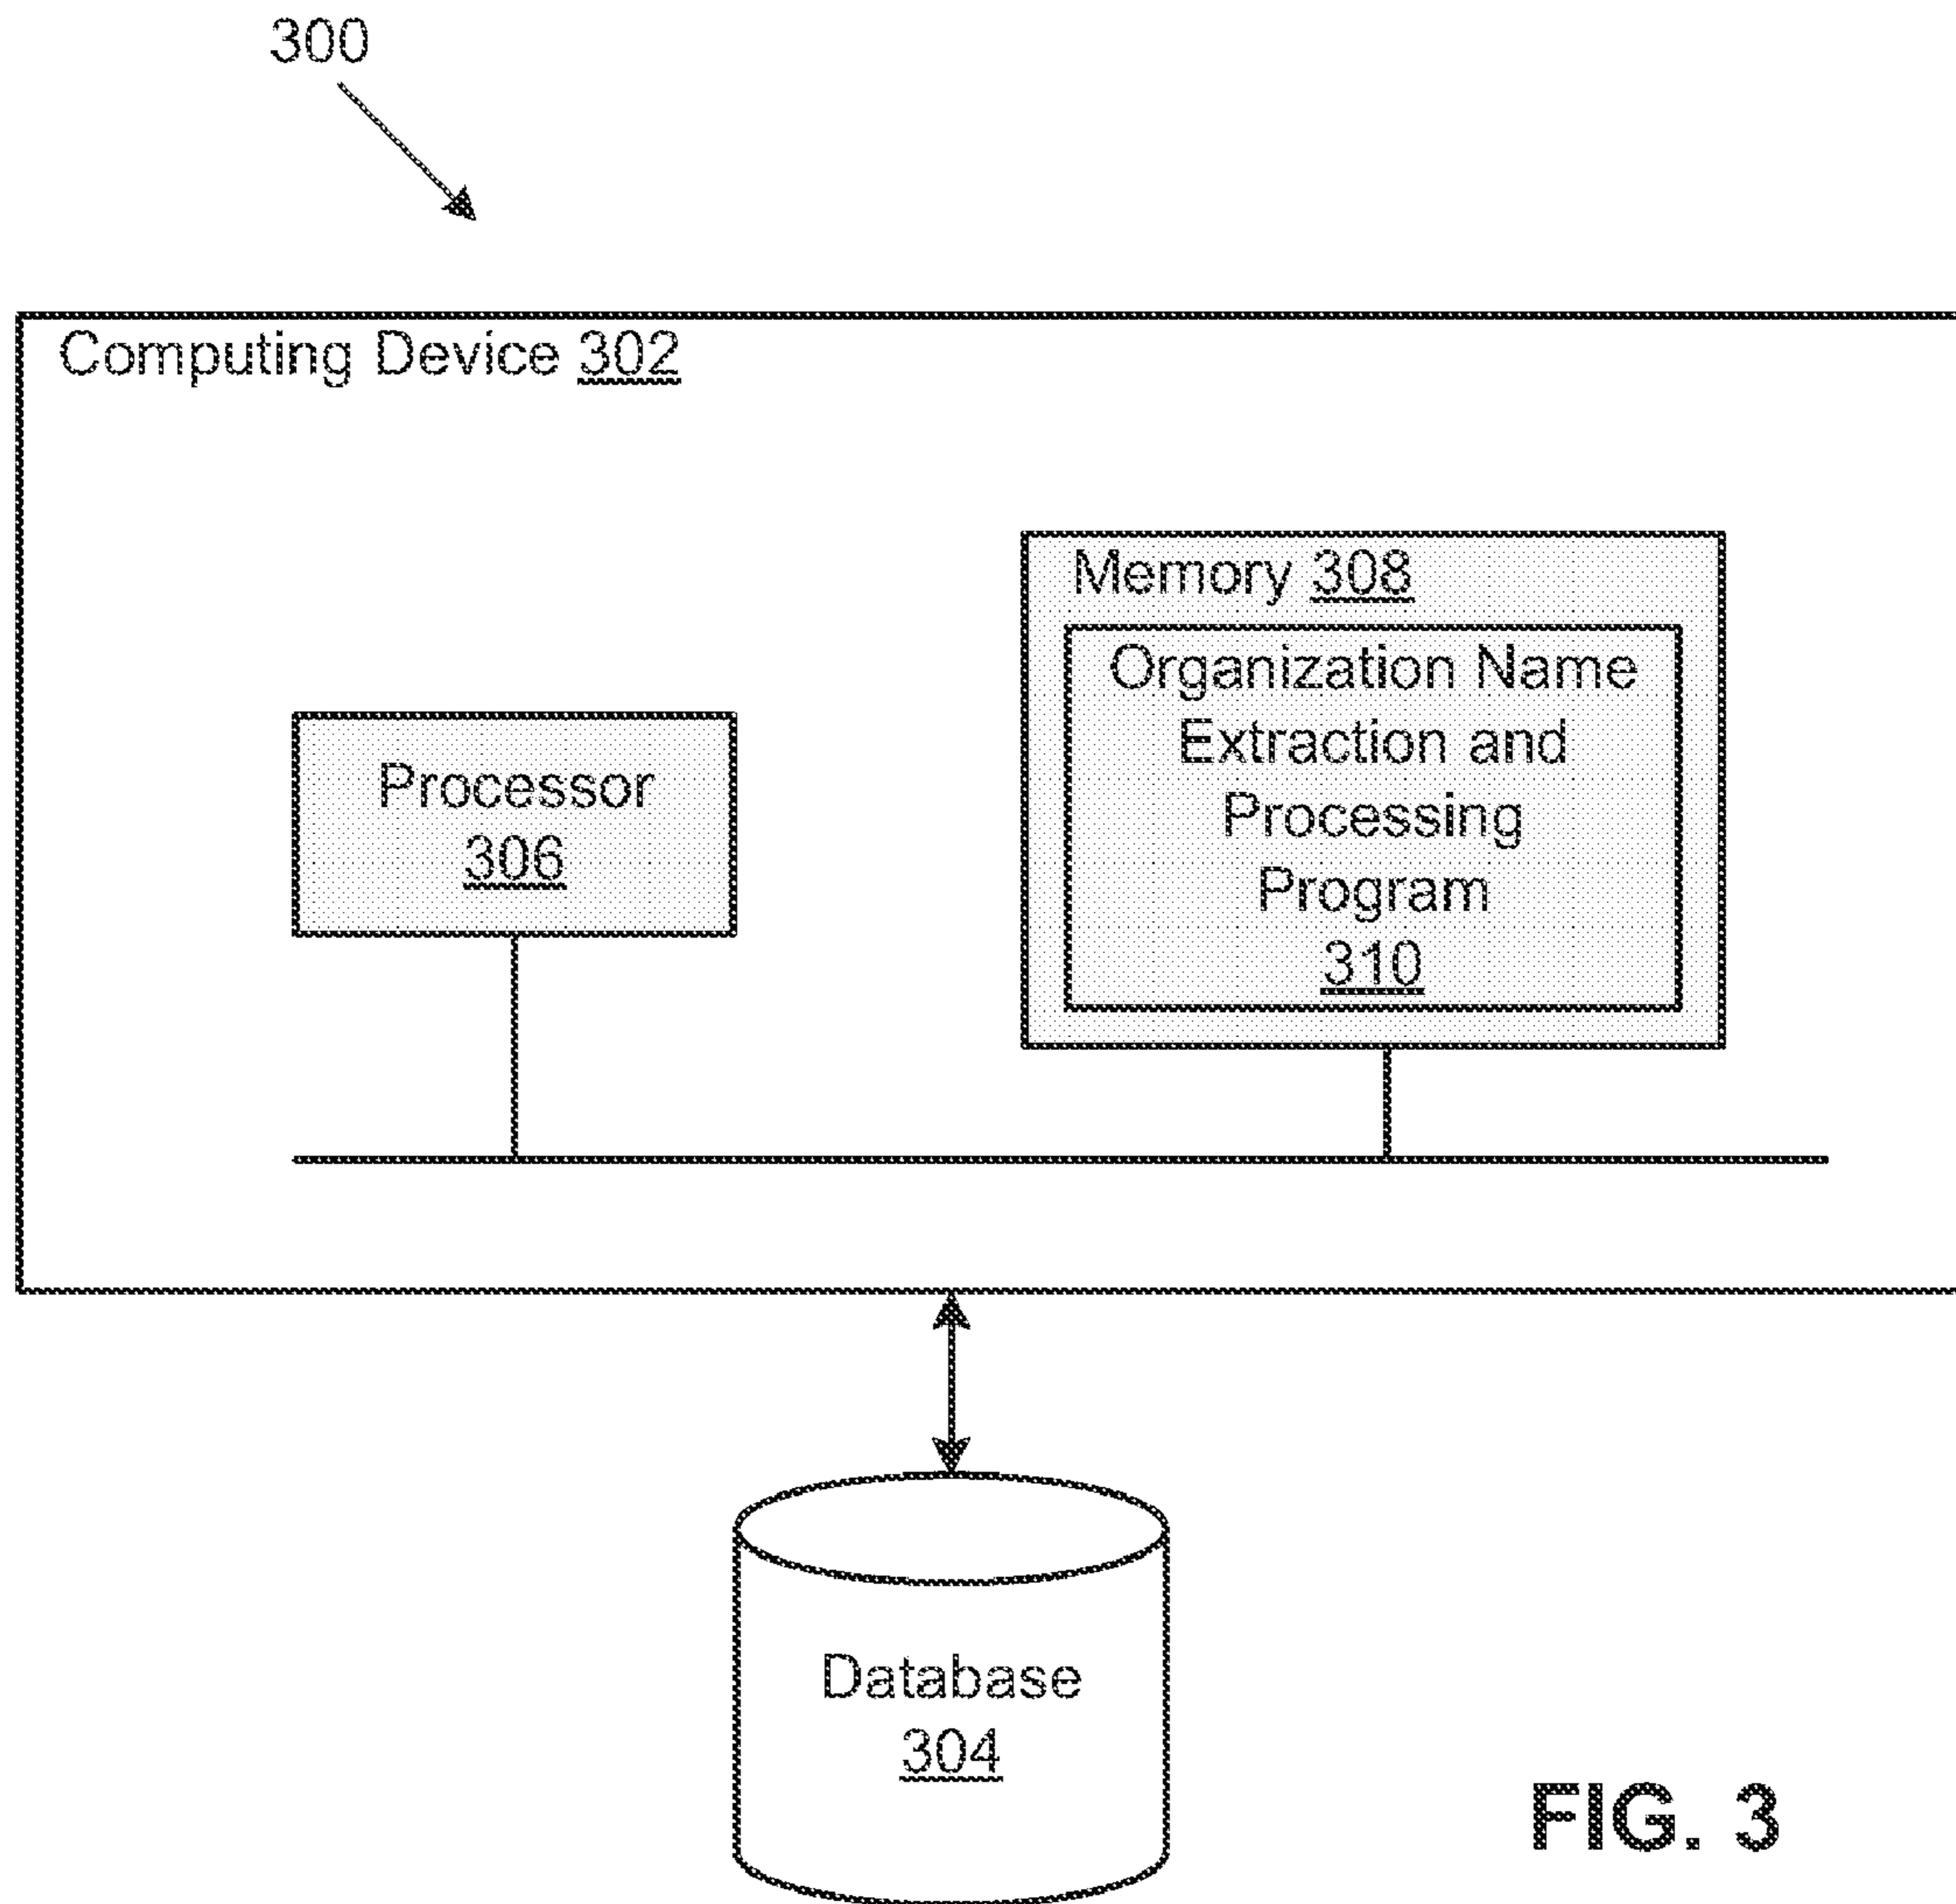 300
Computing Device 302
Memory 308
Organization Name
Extraction and
Processing
Program
310
Processor
306
Database
304
FIG. 3